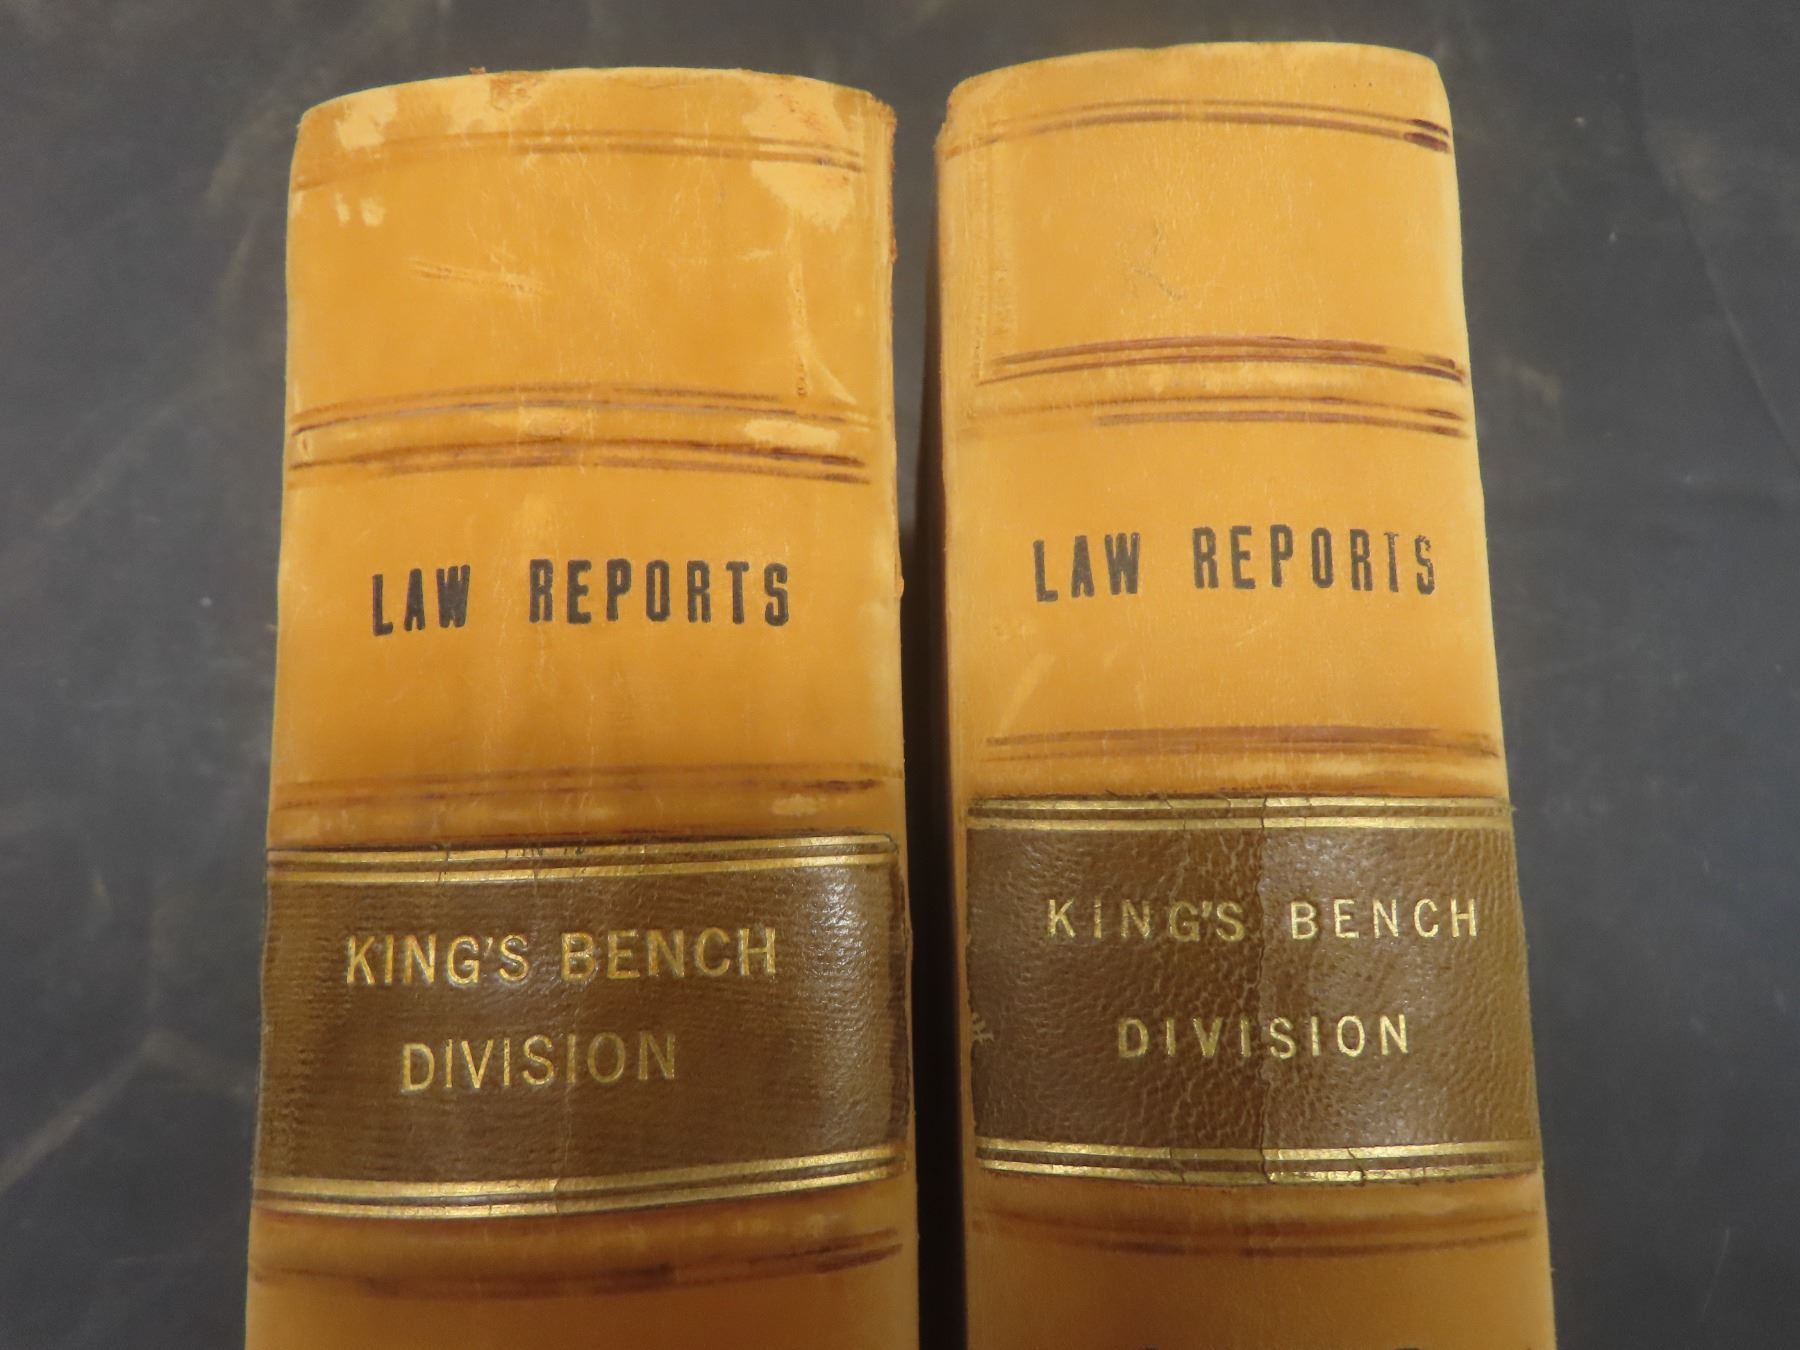 LAW REPORTS
KING'S BENCH
DIVISION
LAW REPORTS
KING'S BENCH
DIVISION